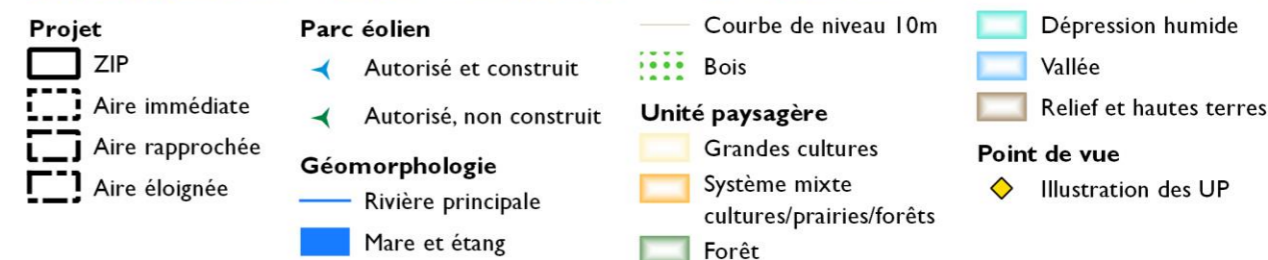 Projet
ZIP
Aire immédiate
Aire rapprochée
Aire éloignée
Parc éolien
Autorisé et construit
Autorisé, non construit
Géomorphologie
Rivière principale
Mare et étang
Courbe de niveau 10m
Bois
Unité paysagère
Grandes cultures
Système mixte
cultures/prairies/forêts
Forêt
Dépression humide
Vallée
Relief et hautes terres
Point de vue
Illustration des UP